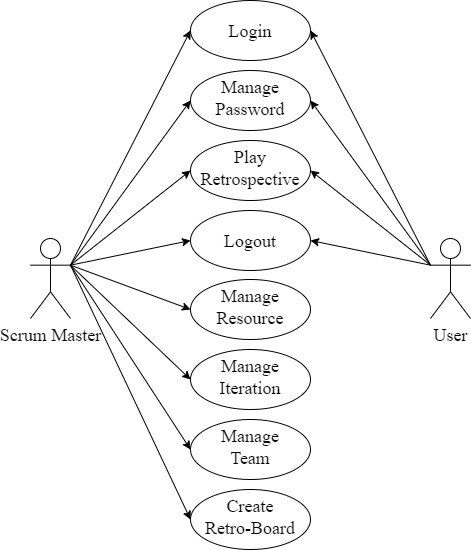 Login
Manage
Password
Play
Retrospective
Logout
Manage
Resource
Scrum Master
User
Manage
Iteration
Manage
Team
Create
Retro-Board